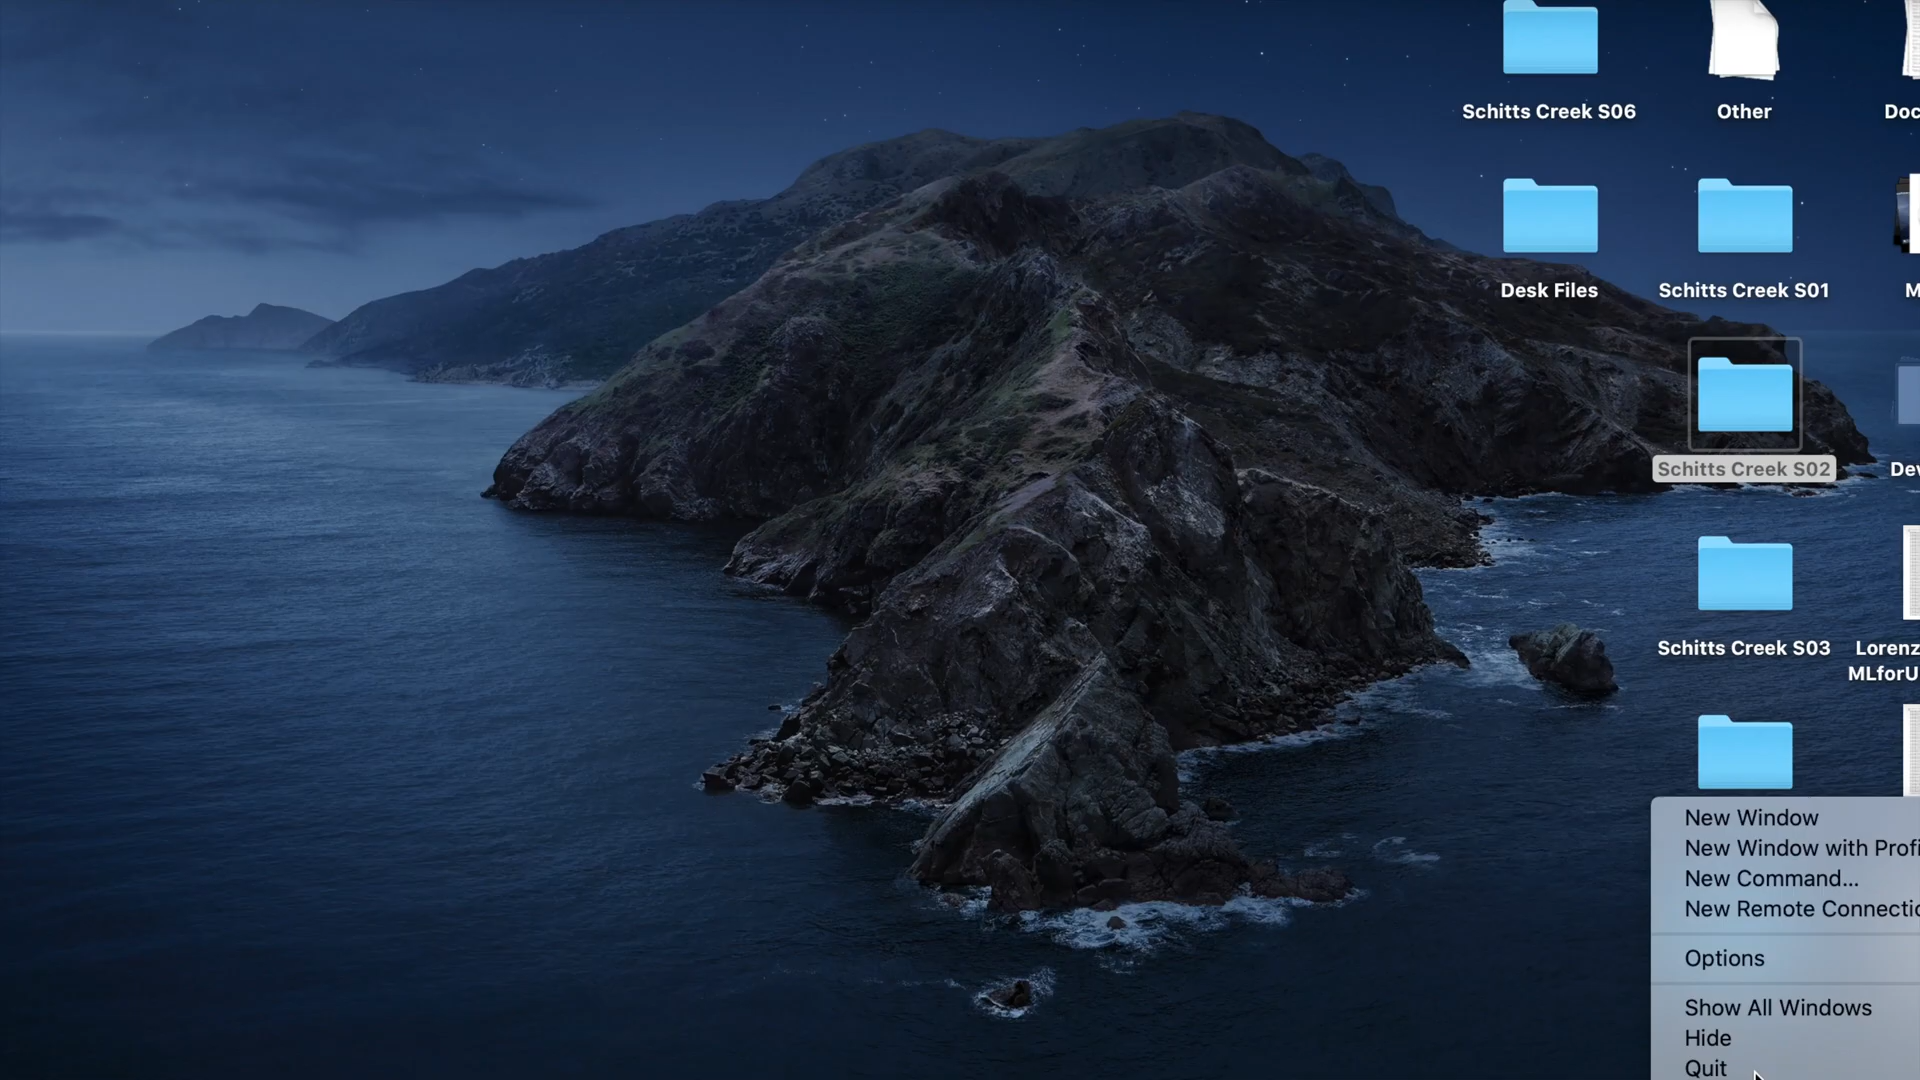 Schitts Creek S06
Other
Doc
Desk Files
Schitts Creek S01
M
Schitts Creek S02
Dev
Schitts Creek S03
Lorenz
MLforU
New Window
New Window with Profi
New Command...
New Remote Connectio
Options
Show All Windows
Hide
Quit